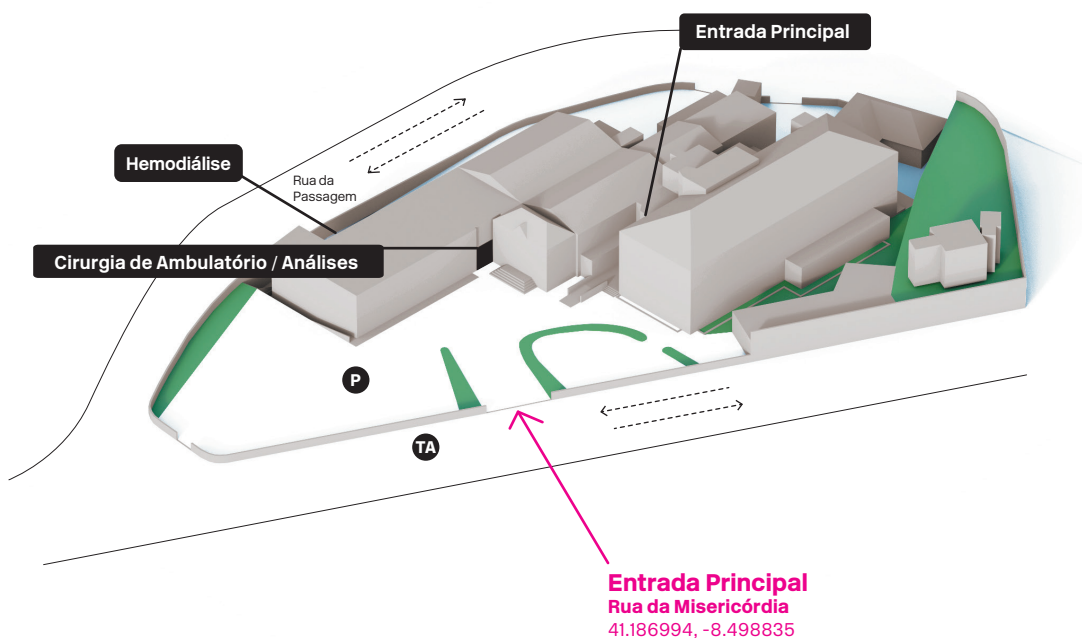 Entrada Principal
Hemodiálise
Rua da
Passagem
Cirurgia de Ambulatório / Análises
P
TA
Entrada Principal
Rua da Misericórdia
41.186994, -8.498835